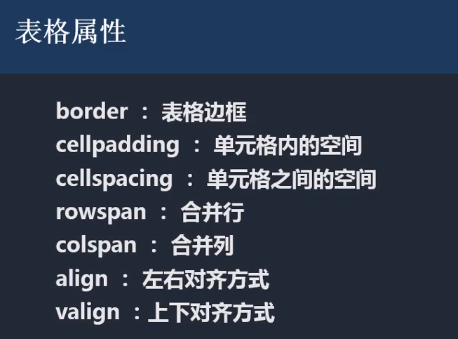 表格属性
border ： 表格边框
cellpadding ： 单元格内的空间
cellspacing ： 单元格之间的空间
rowspan ： 合并行
colspan ： 合并列
align ： 左右对齐方式
valign ：上下对齐方式